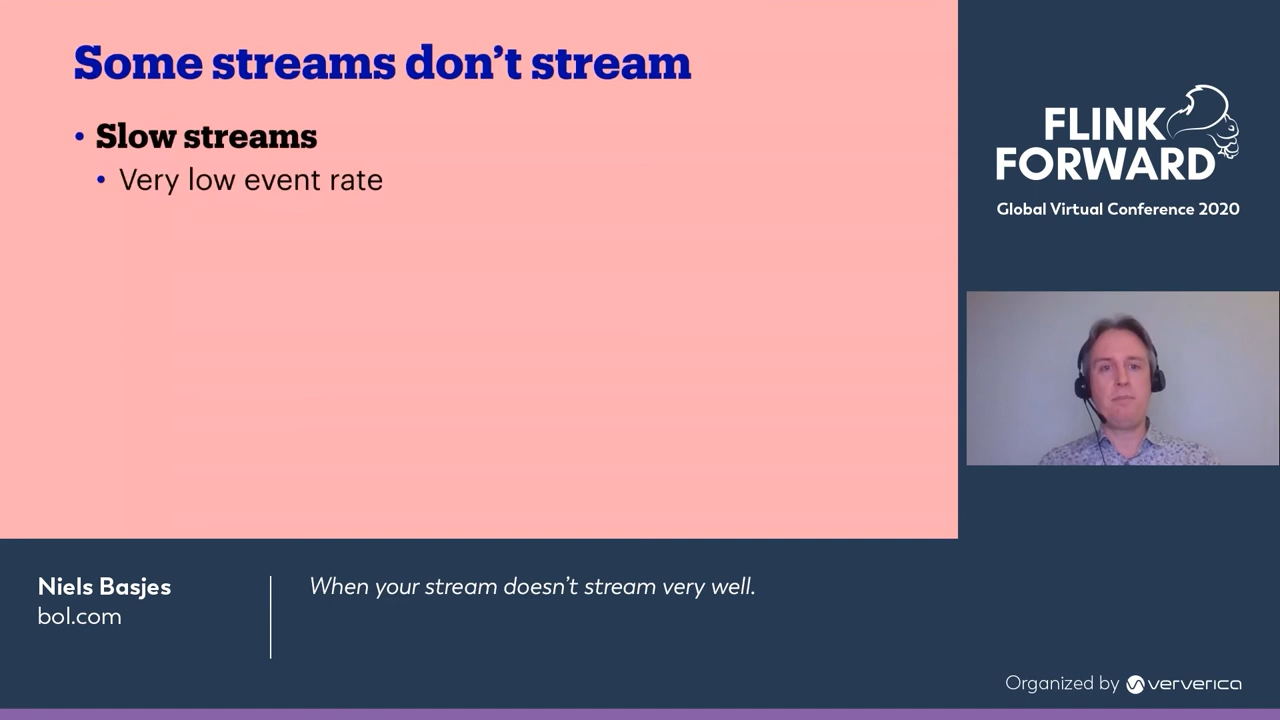 Some streams don’t stream
• Slow streams
• Very low event rate
FLINK
FORWARD
Global Virtual Conference 2020
Niels Basjes
bol.com
When your stream doesn’t stream very well.
Organized by ververica